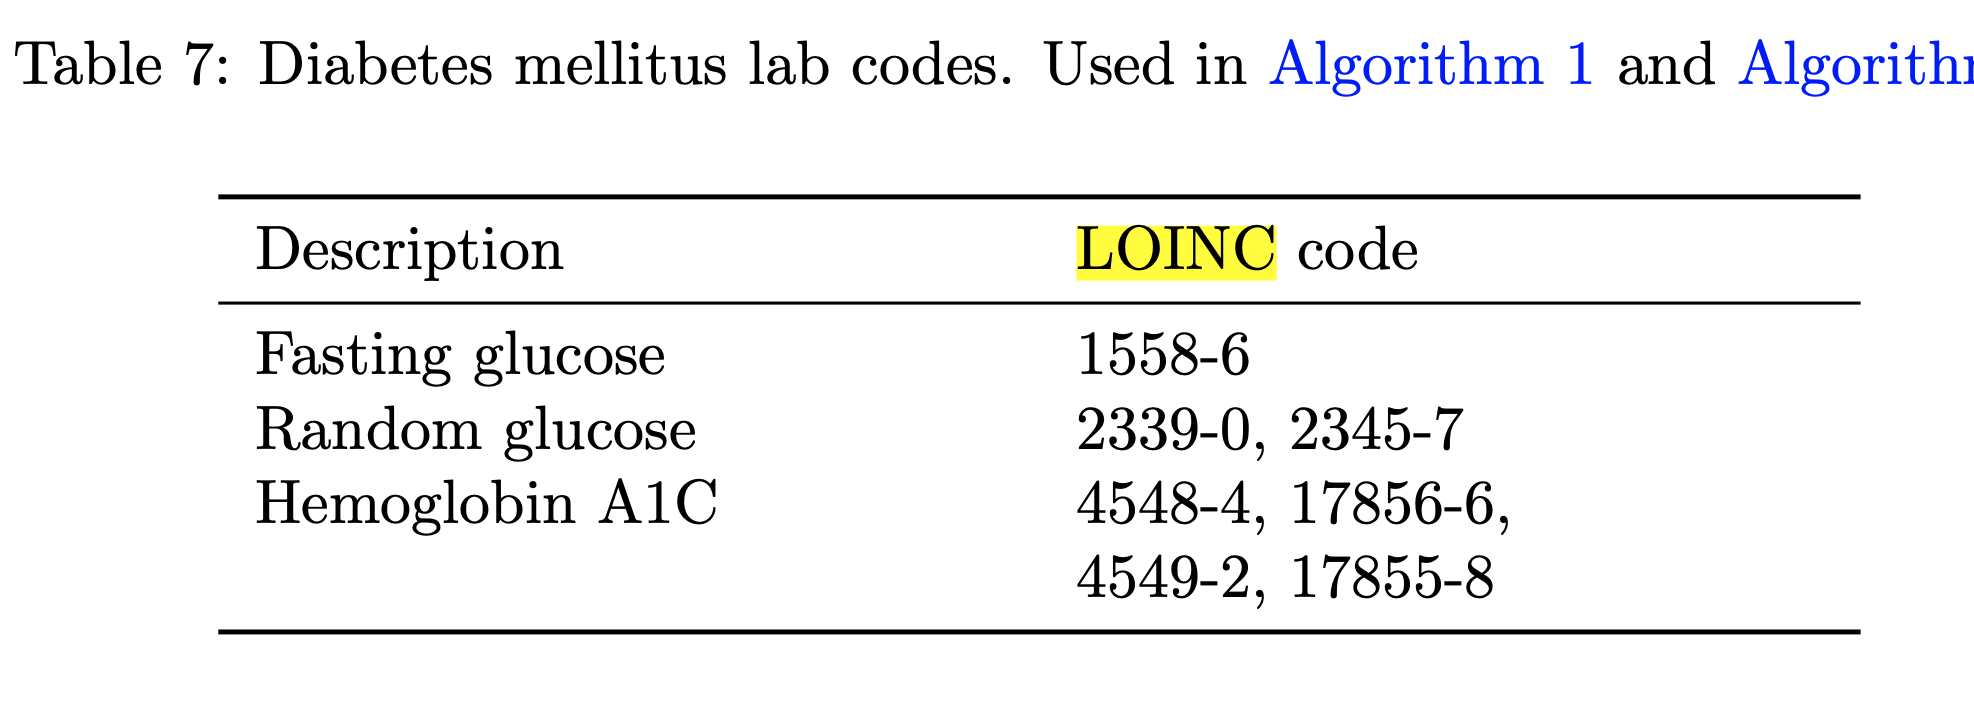 Table 7: Diabetes mellitus lab codes. Used in Algorithm 1 and
Description LOINC code
Fasting glucose 1558-6
Random glucose 2339-0, 2345-7
Hemoglobin A1C 4548-4, 17856-6,
4549-2, 17855-8